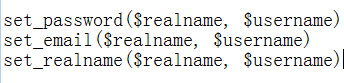 set_password($realname, $username)
set_email($realname, $username)
set_realname($realname, $username)